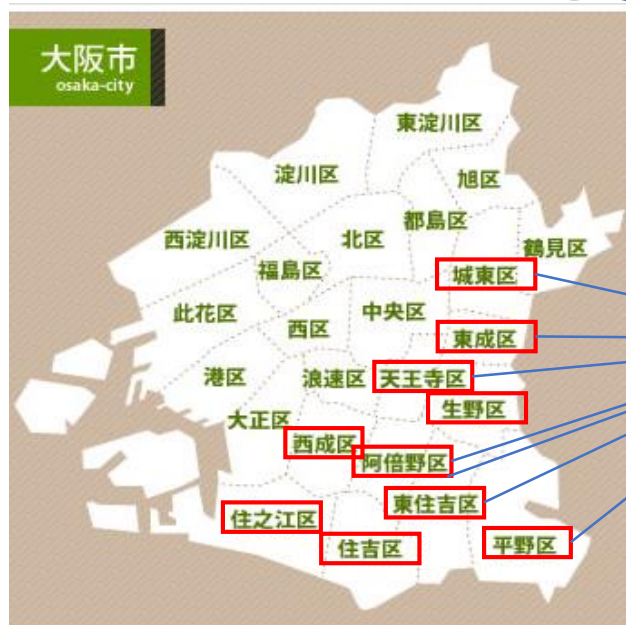 大阪市
osaka-city
東淀川区
淀川区
旭区
都島区
西淀川区
北区
鶴見区
福島区
城東区
此花区
中央区
西区
東成区
港区
浪速区
天王寺区
生野区
大正区
西成区
阿倍野区
東住吉区
住之江区
住吉区
平野区